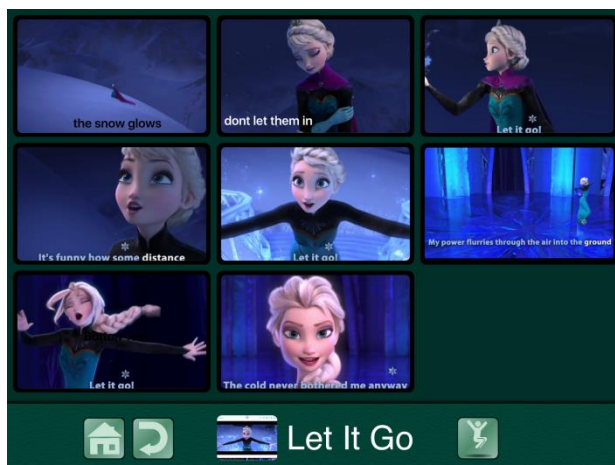 the snow glows
dont let them in
Let it go!
It's funny how some distance
Let it go!
My power flurries through the air into the ground
Let it go!
The cold never bothered me anyway
Let It Go